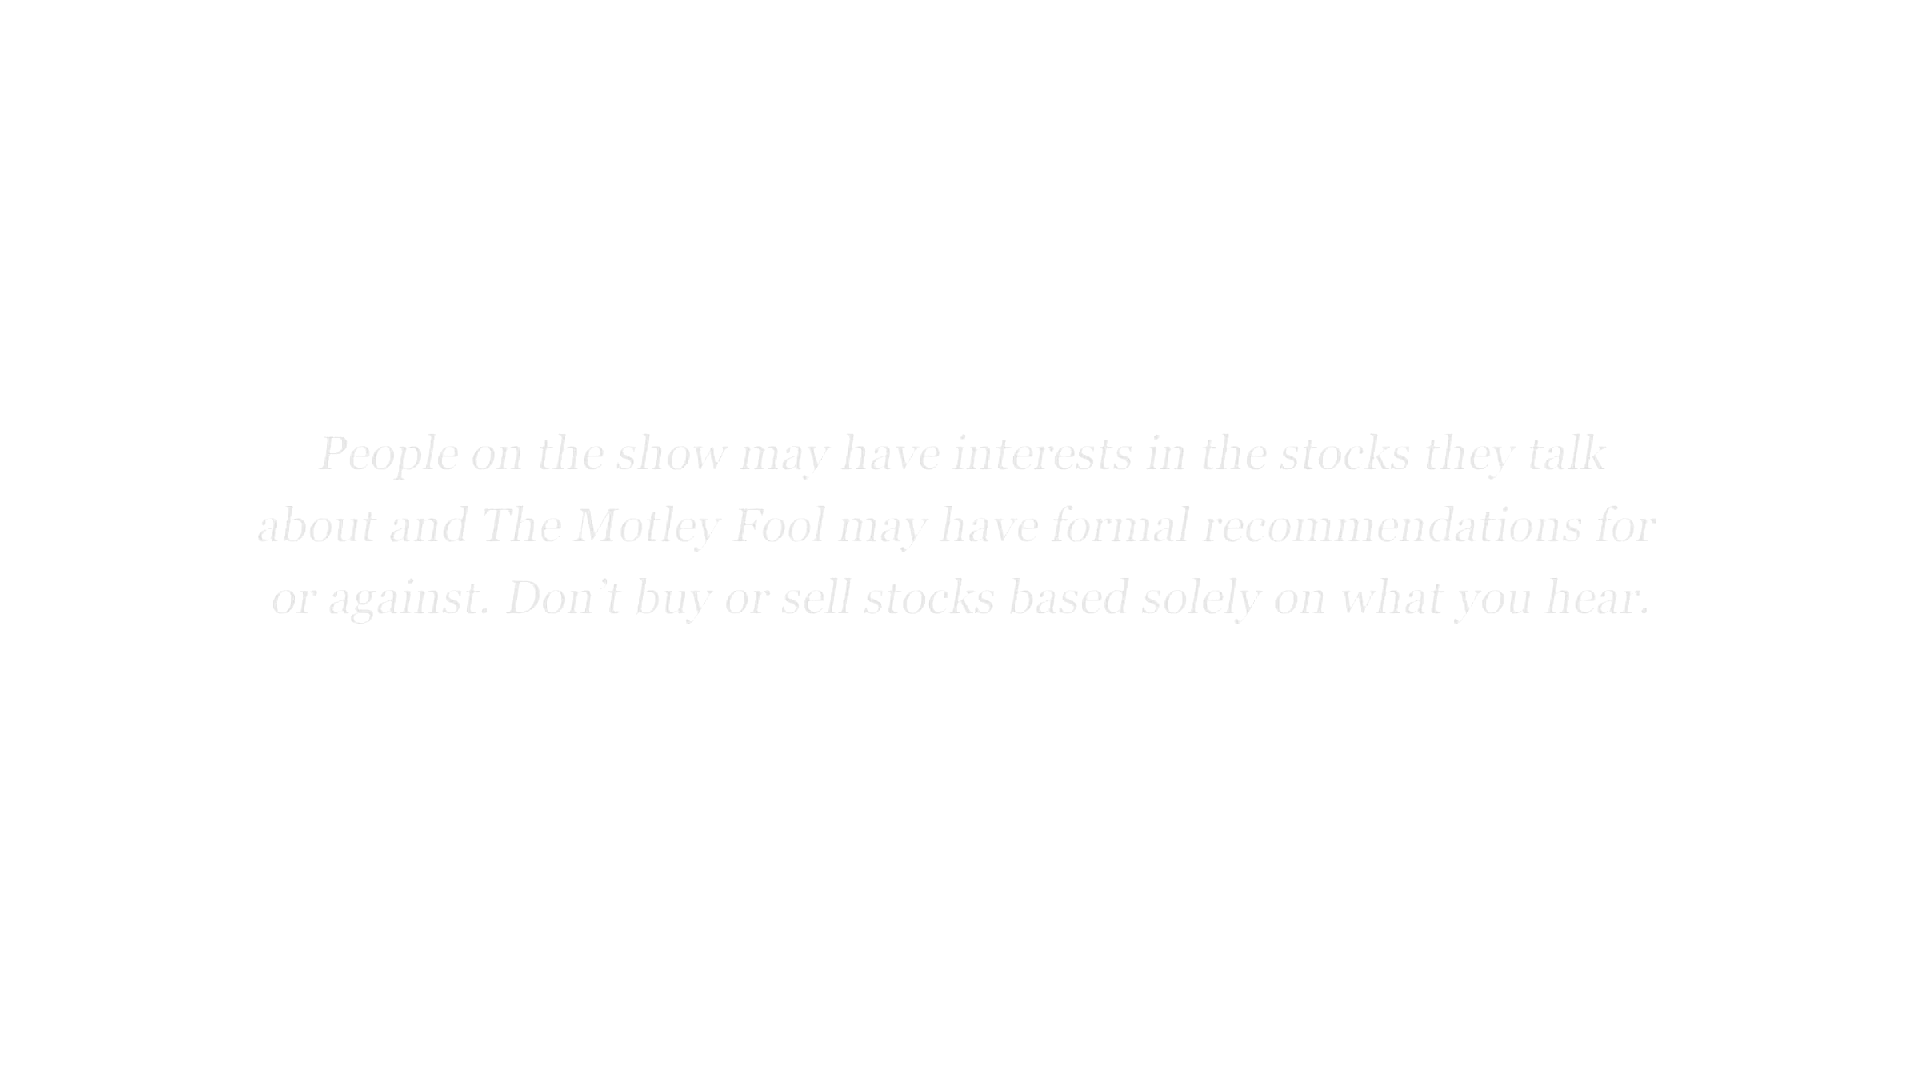 People on the show may have interests in the stocks they talk
about and The Motley Fool may have formal recommendations for
or against. Don't buy or sell stocks based solely on what you hear.